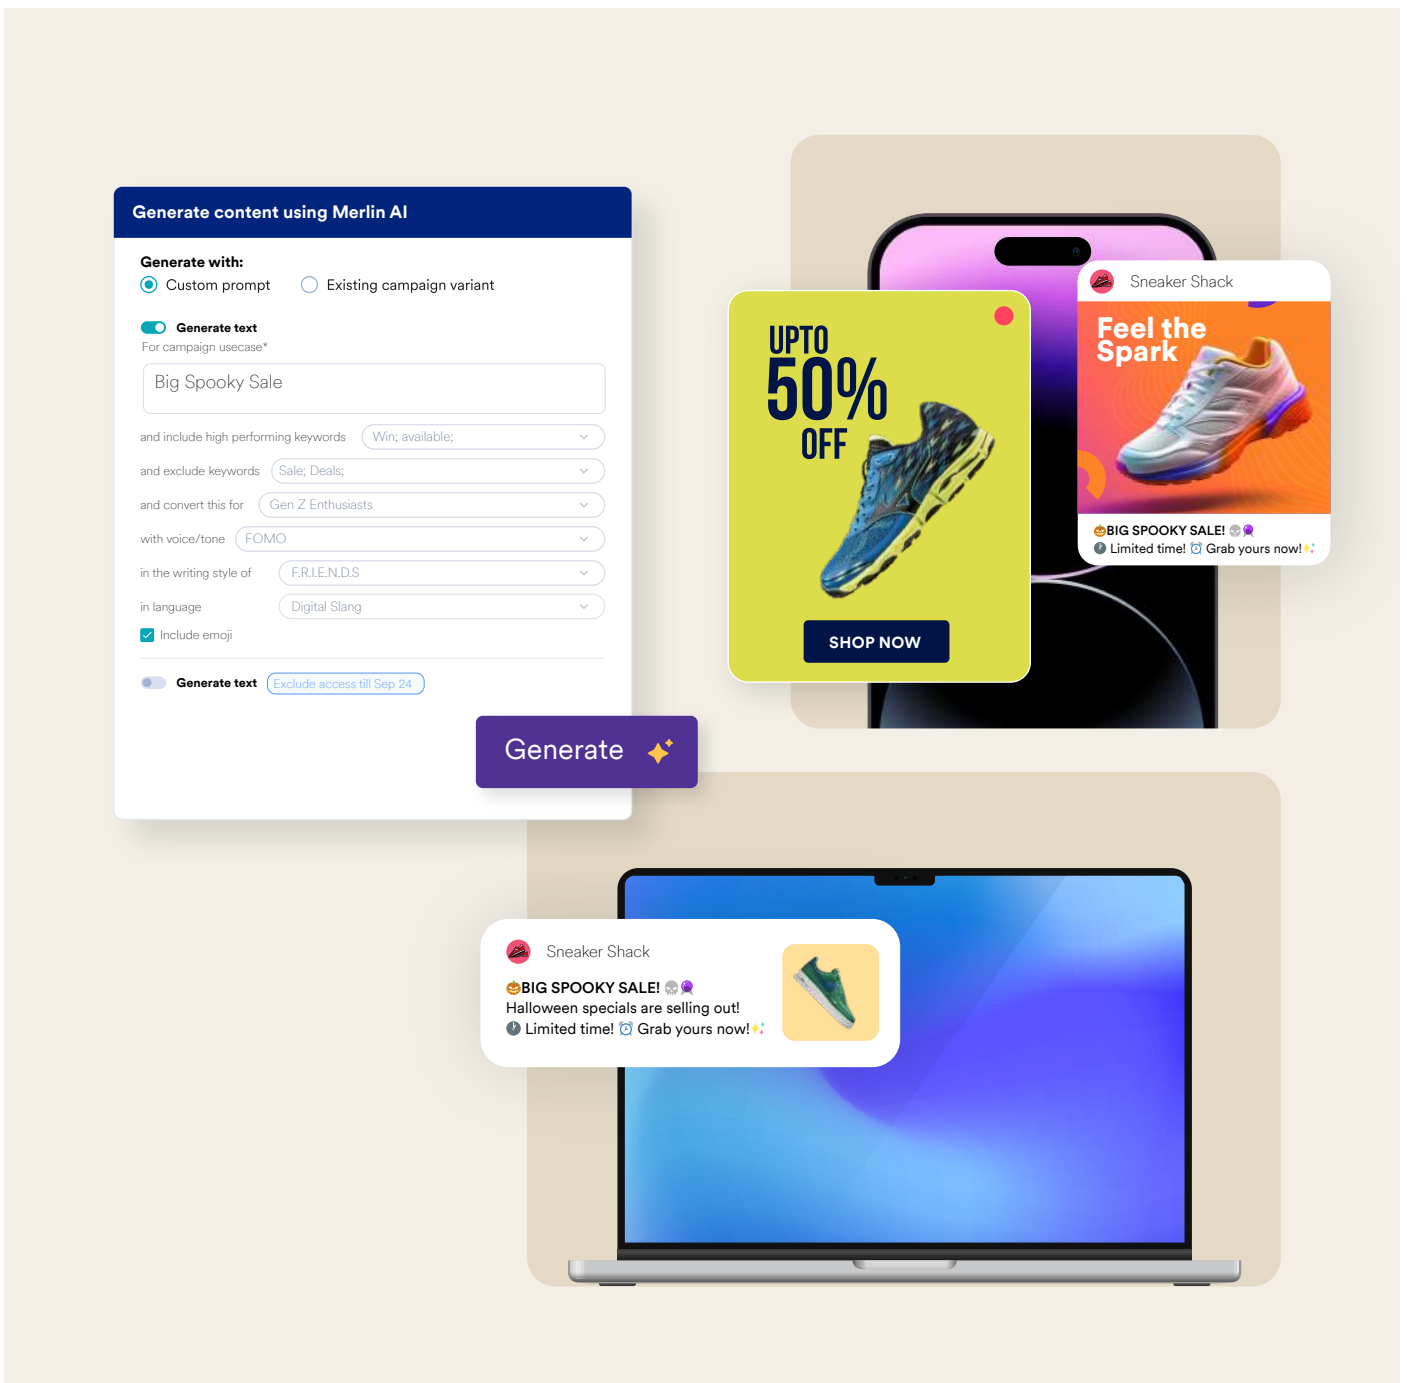 Generate content using Merlin AI
Generate with:
Custom prompt
Existing campaign variant
Generate text
For campaign usecase*
Big Spooky Sale
and include high performing keywords
Win; available;
and exclude keywords
Sale; Deals;
and convert this for
Gen Z Enthusiasts
with voice/tone
FOMO
in the writing style of
F.R.I.E.N.D.S
in language
Digital Slang
Include emoji
Generate text
Exclude access till Sep 24
Generate
UPTO
50%
OFF
SHOP NOW
Sneaker Shack
Feel the
Spark
🎃BIG SPOOKY SALE! 💀🔮
🕐 Limited time! ⏰ Grab yours now!✨
Sneaker Shack
🎃BIG SPOOKY SALE! 💀🔮
Halloween specials are selling out!
🕐 Limited time! ⏰ Grab yours now!✨